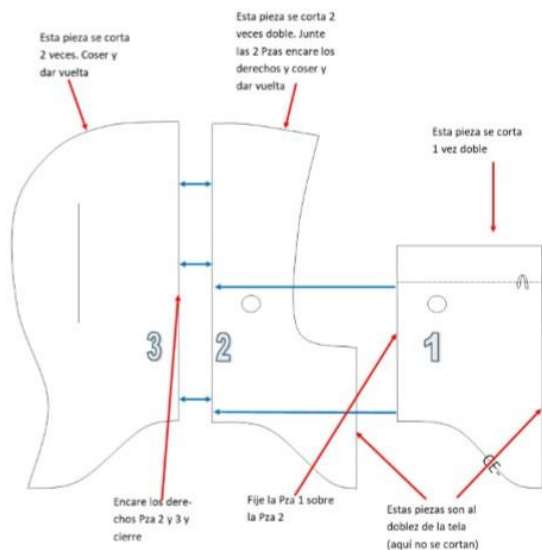 Esta pieza se corta
2 veces. Coser y
dar vuelta
Esta pieza se corta 2
veces doble. Junte
las 2 Pzas encare los
derechos y coser y
dar vuelta
Esta pieza se corta
1 vez doble
3
2
1
CE-
Encare los dere-
chos Pza 2 y 3 y
cierre
Fije la Pza 1 sobre
la Pza 2
Estas piezas son al
doblez de la tela
(aquí no se cortan)